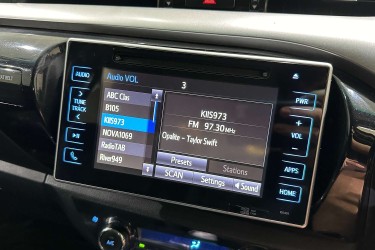 Audio VOL
3
AUDIO
TUNE
TRACK
PWR
VOL
APPS
HOME
ABC Clas
B105
KIIS973
NOVA1069
RadioTAB
River949
KIIS973
FM 97.30 MHz
Opalite - Taylor Swift
Presets
Stations
SCAN
Settings
Sound